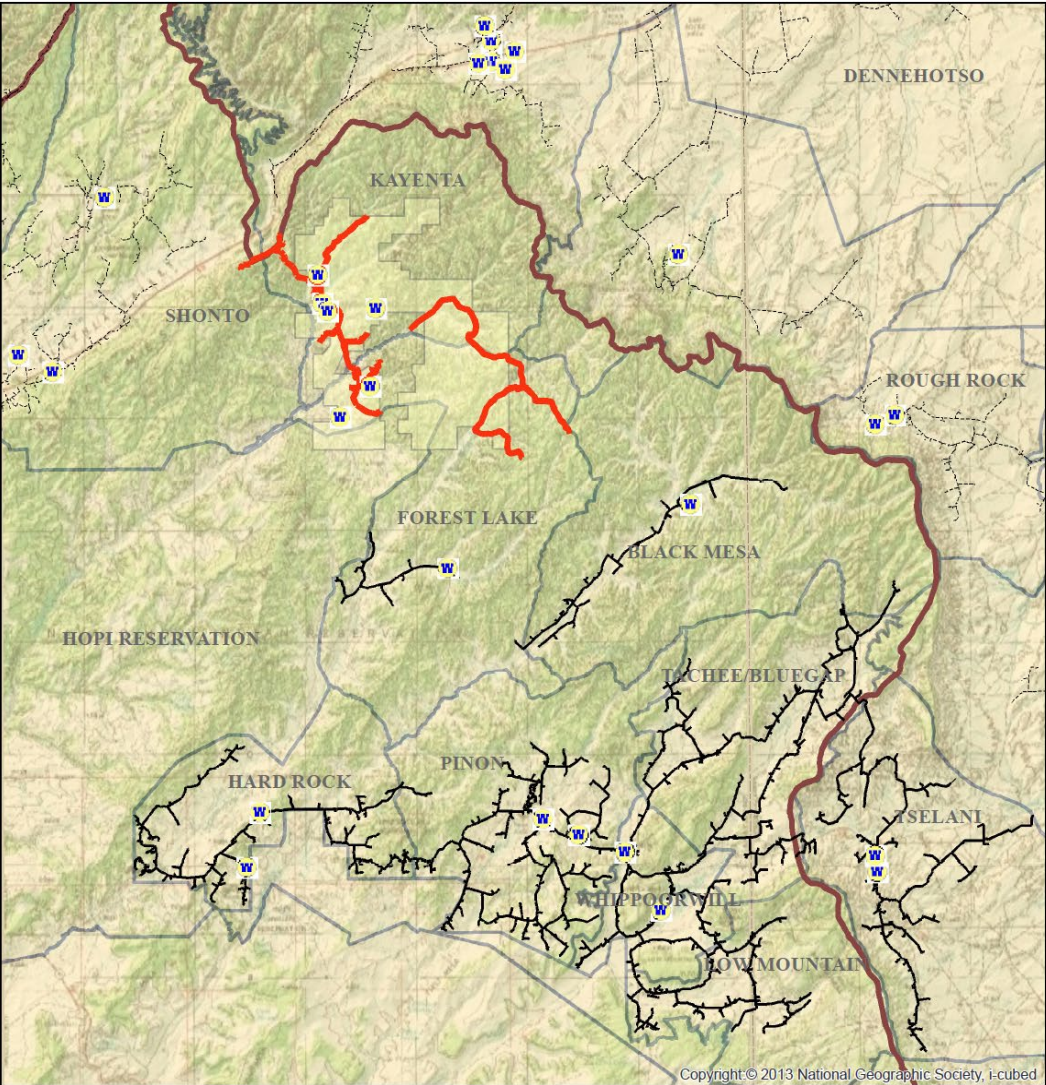 W
W
W
W
W
W
DENNEHOTSO
KAYENTA
W
W
W
W
W
W
SHONTO
W
W
ROUGH ROCK
W
W
W
W
W
FOREST LAKE
BLACK MESA
W
HOPI RESERVATION
TACHEE/BLUEGAP
PINON
HARD ROCK
W
W
W
TSELANI
W
W
W
W
WHIPPOORWILL
W
LOW MOUNTAIN
Copyright:© 2013 National Geographic Society, i-cubed